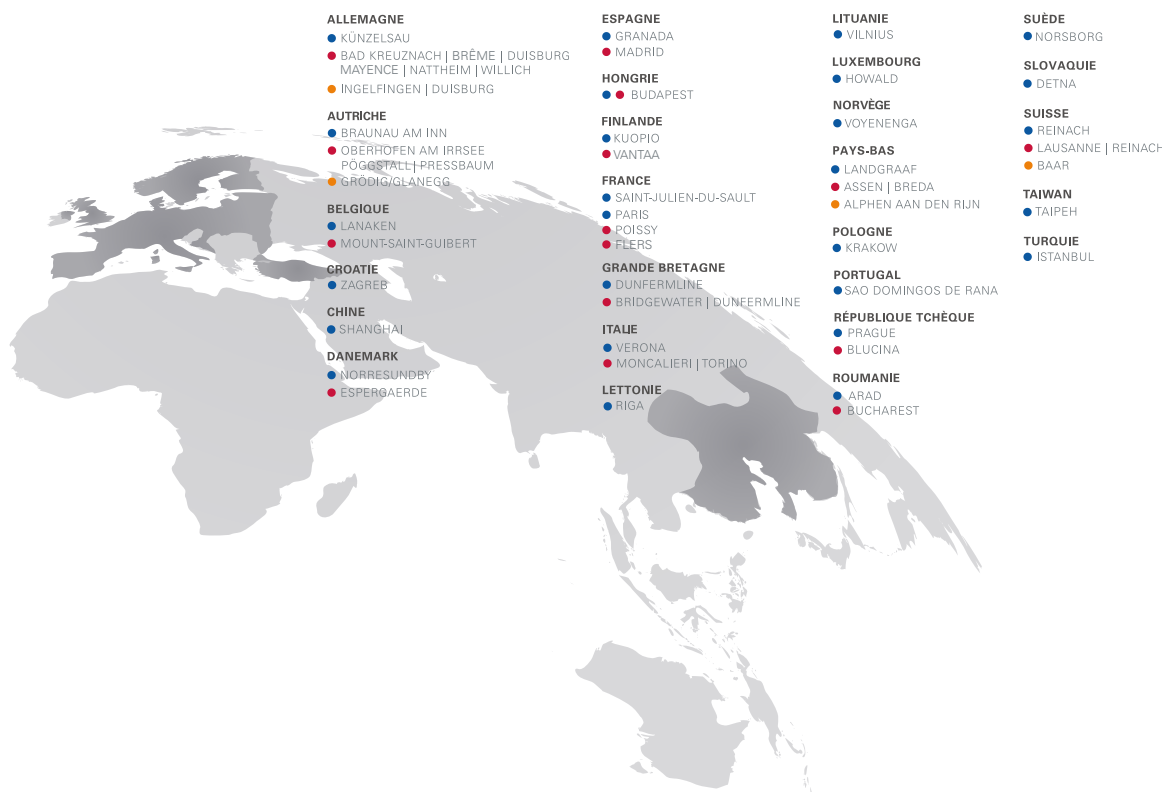 ALLEMAGNE
KÜNZELSAU
BAD KREUZNACH | BRÊME | DUISBURG
MAYENCE | NATTHEIM | WILLICH
INGELFINGEN | DUISBURG
AUTRICHE
BRAUNAU AM INN
OBERHOFEN AM IRRSEE
PÖGGSTALL | PRESSBAUM
GRÖDIG/GLANEGG
BELGIQUE
LANAKEN
MOUNT-SAINT-GUIBERT
CROATIE
ZAGREB
CHINE
SHANGHAI
DANEMARK
NORRESUNDBY
ESPERGAERDE
ESPAGNE
GRANADA
MADRID
HONGRIE
BUDAPEST
FINLANDE
KUOPIO
VANTAA
FRANCE
SAINT-JULIEN-DU-SAULT
PARIS
POISSY
FLERS
GRANDE BRETAGNE
DUNFERMLINE
BRIDGEWATER | DUNFERMLINE
ITALIE
VERONA
MONCALIERI | TORINO
LETTONIE
RIGA
LITUANIE
VILNIUS
LUXEMBOURG
HOWALD
NORVÈGE
VOYENENGA
PAYS-BAS
LANDGRAAF
ASSEN | BREDA
ALPHEN AAN DEN RIJN
POLOGNE
KRAKOW
PORTUGAL
SAO DOMINGOS DE RANA
RÉPUBLIQUE TCHÈQUE
PRAGUE
BLUCINA
ROUMANIE
ARAD
BUCHAREST
SUÈDE
NORSBORG
SLOVAQUIE
DETNA
SUISSE
REINACH
LAUSANNE | REINACH
BAAR
TAIWAN
TAIPEH
TURQUIE
ISTANBUL